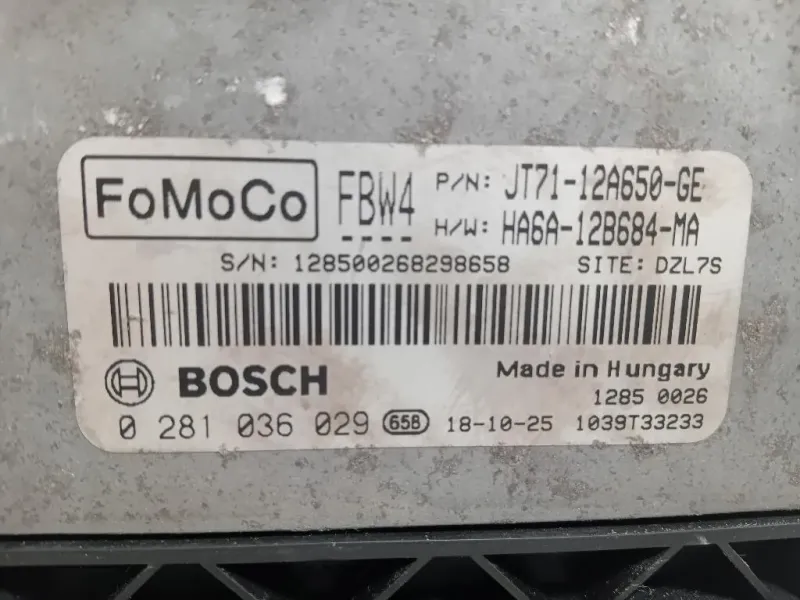 FoMoCo FBW4 P/N: JT71-12A650-GE
H/W: HA6A-12B684-MA
S/N: 128500268298658 SITE: DZL7S
BOSCH Made in Hungary
1285 0026
0 281 036 029 658 18-10-25 1039T33233